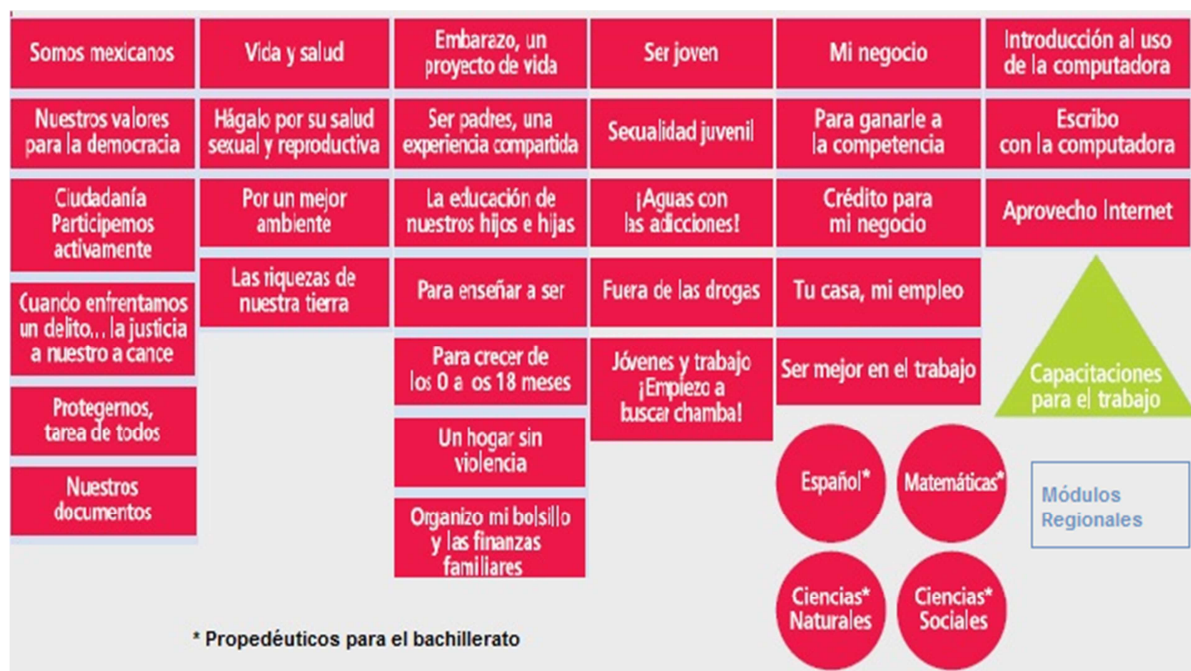 Somos mexicanos
Nuestros valores
para la democracia
Ciudadanía
Participemos
activamente
Cuando enfrentamos
un delito... la justicia
a nuestro a cance
Protegernos,
tarea de todos
Nuestros
documentos
Vida y salud
Hágalo por su salud
sexual y reproductiva
Por un mejor
ambiente
Las riquezas de
nuestra tierra
Embarazo, un
proyecto de vida
Ser padres, una
experiencia compartida
La educación de
nuestros hijos e hijas
Para enseñar a ser
Para crecer de
los 0 a os 18 meses
Un hogar sin
violencia
Organizo mi bolsillo
y las finanzas
familiares
Ser joven
Sexualidad juvenil
¡Aguas con
las adicciones!
Fuera de las drogas
Jóvenes y trabajo
¡Empiezo a
buscar chamba!
Mi negocio
Para ganarle a
la competencia
Crédito para
mi negocio
Tu casa, mi empleo
Ser mejor en el trabajo
Español*
Matemáticas*
Ciencias*
Naturales
Ciencias*
Sociales
Introducción al uso
de la computadora
Escribo
con la computadora
Aprovecho Internet
Capacitaciones
para el trabajo
Módulos
Regionales
* Propedéuticos para el bachillerato